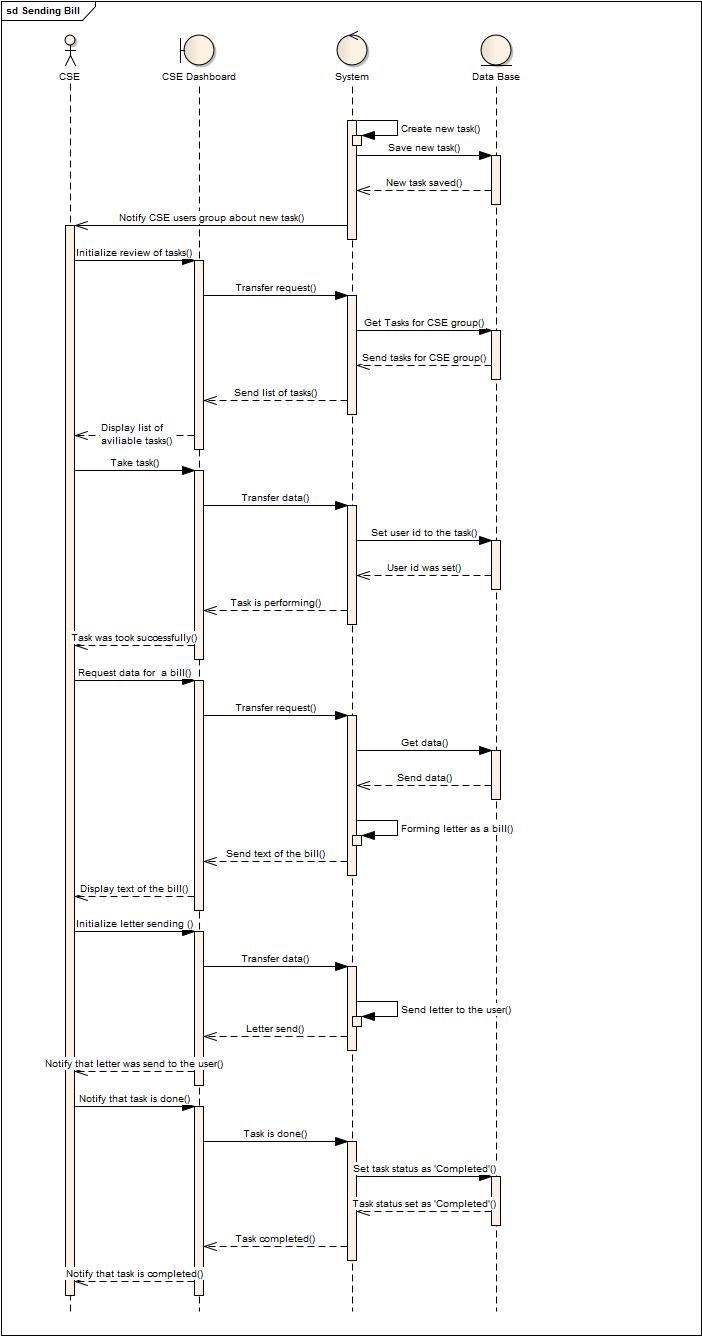 sd Sending Bill
CSE
CSE Dashboard
System
Data Base
Create new task()
Save new task()
New task saved()
Notify CSE users group about new task()
Initialize review of tasks()
Transfer request()
Get Tasks for CSE group()
Send tasks for CSE group()
Send list of tasks()
Display list of
aviliable tasks()
Take task()
Transfer data()
Set user id to the task()
User id was set()
Task is performing()
Task was took successfully()
Request data for  a bill()
Transfer request()
Get data()
Send data()
Forming letter as a bill()
Send text of the bill()
Display text of the bill()
Initialize letter sending ()
Transfer data()
Send letter to the user()
Letter send()
Notify that letter was send to the user()
Notify that task is done()
Task is done()
Set task status as 'Completed'()
Task status set as 'Completed'()
Task completed()
Notify that task is completed()